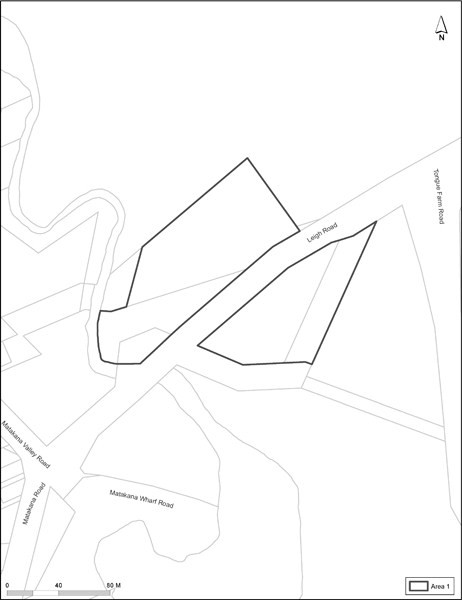 N
Tongue Farm Road
Leigh Road
Matakana Valley Road
Matakana Road
Matakana Wharf Road
0 40 80 M
Area 1